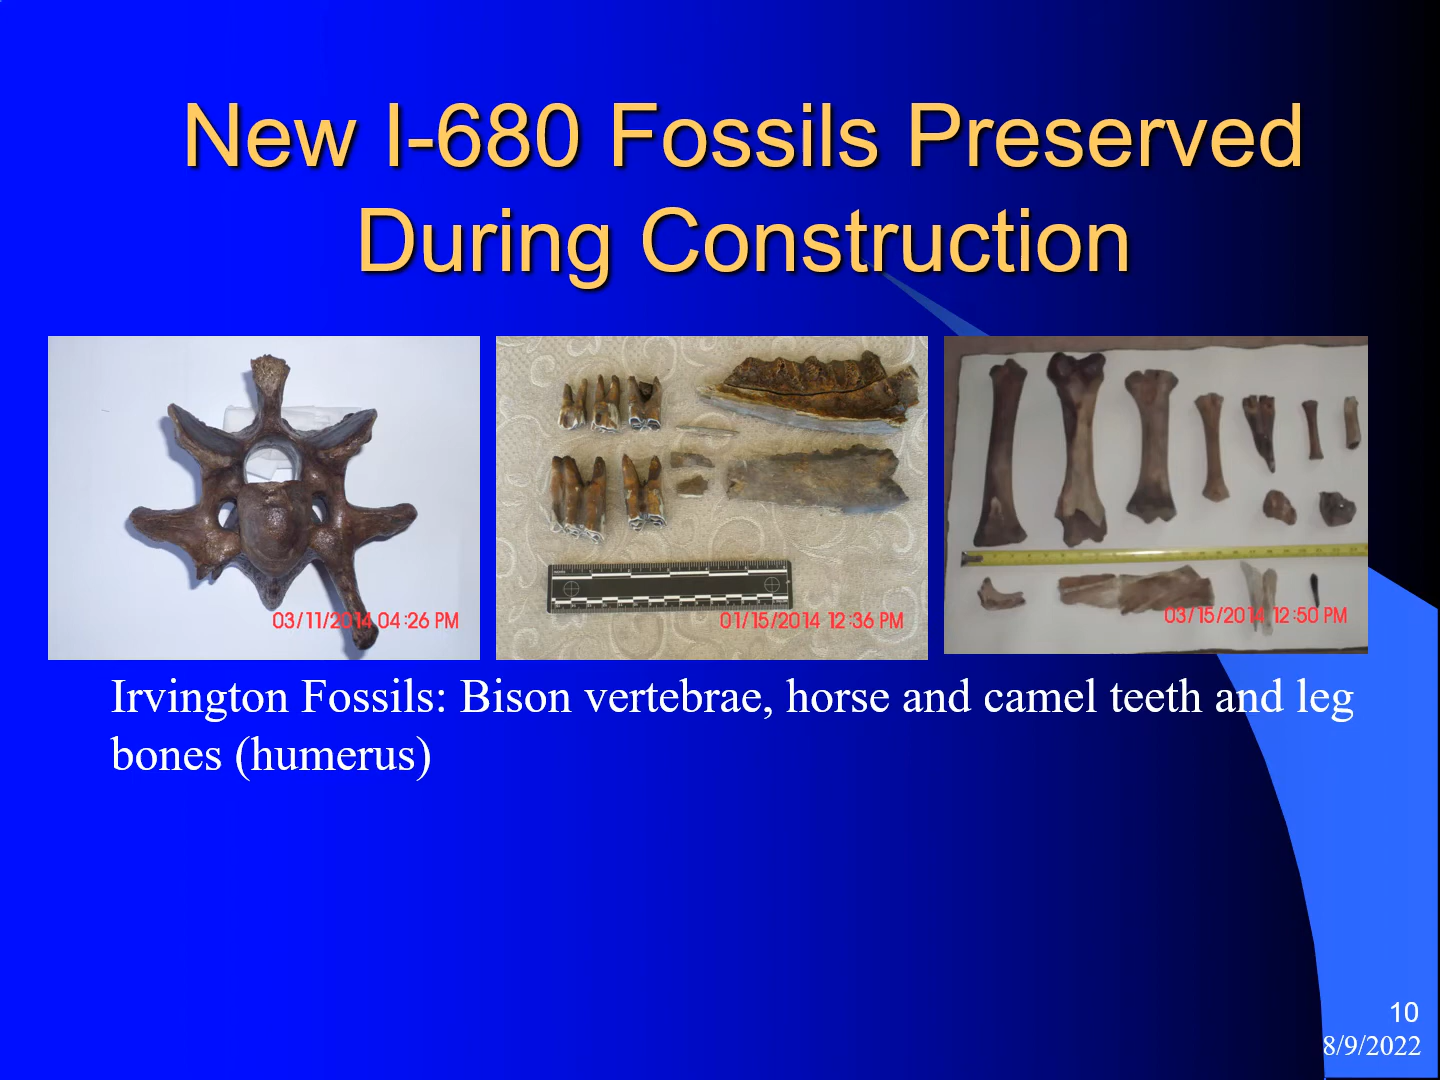 New I-680 Fossils Preserved
During Construction
03/11/2014 04:26 PM
01/15/2014 12:36 PM
03/15/2014 12:50 PM
Irvington Fossils: Bison vertebrae, horse and camel teeth and leg
bones (humerus)
10
8/9/2022